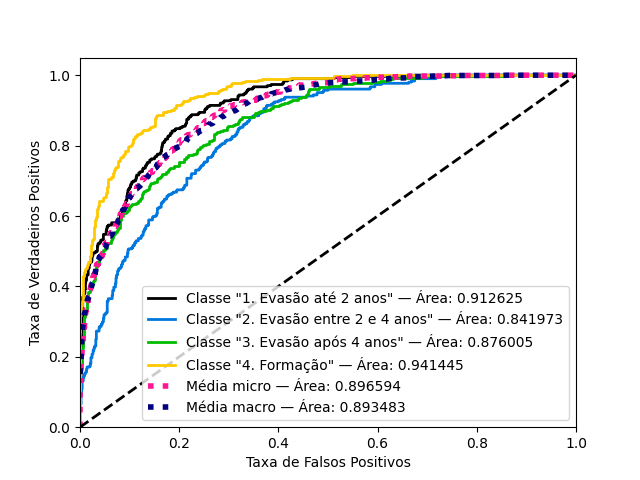 1.0
0.8
0.6
0.4
0.2
0.0
Taxa de Verdadeiros Positivos
Classe "1. Evasão até 2 anos" — Área: 0.912625
Classe "2. Evasão entre 2 e 4 anos" — Área: 0.841973
Classe "3. Evasão após 4 anos" — Área: 0.876005
Classe "4. Formação" — Área: 0.941445
Média micro — Área: 0.896594
Média macro — Área: 0.893483
0.0 0.2 0.4 0.6 0.8 1.0
Taxa de Falsos Positivos